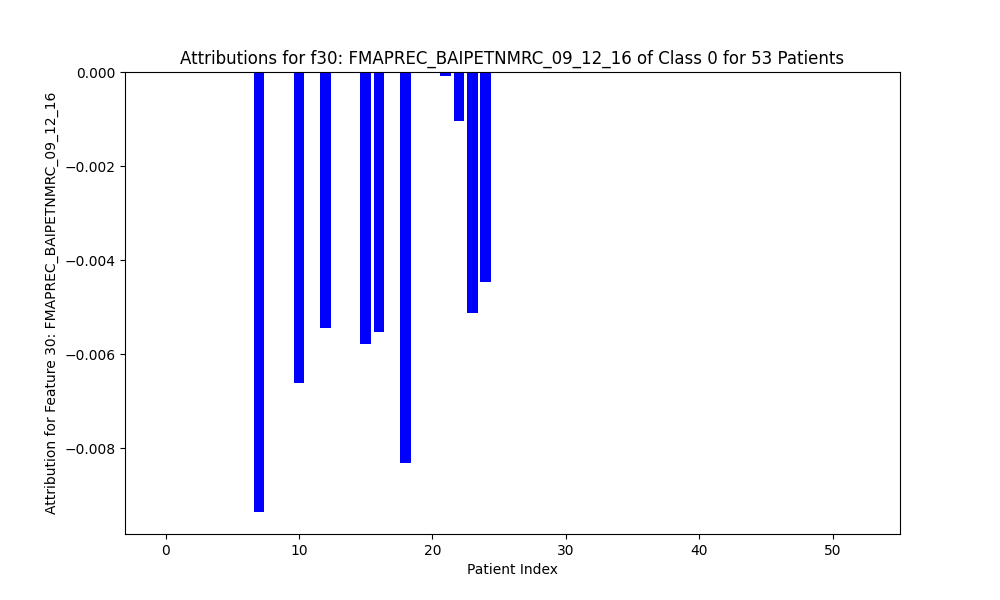 Attributions for f30: FMAPREC_BAIPETNMRC_09_12_16 of Class 0 for 53 Patients
Attribution for Feature 30: FMAPREC_BAIPETNMRC_09_12_16
0.000
−0.002
−0.004
−0.006
−0.008
0 10 20 30 40 50
Patient Index